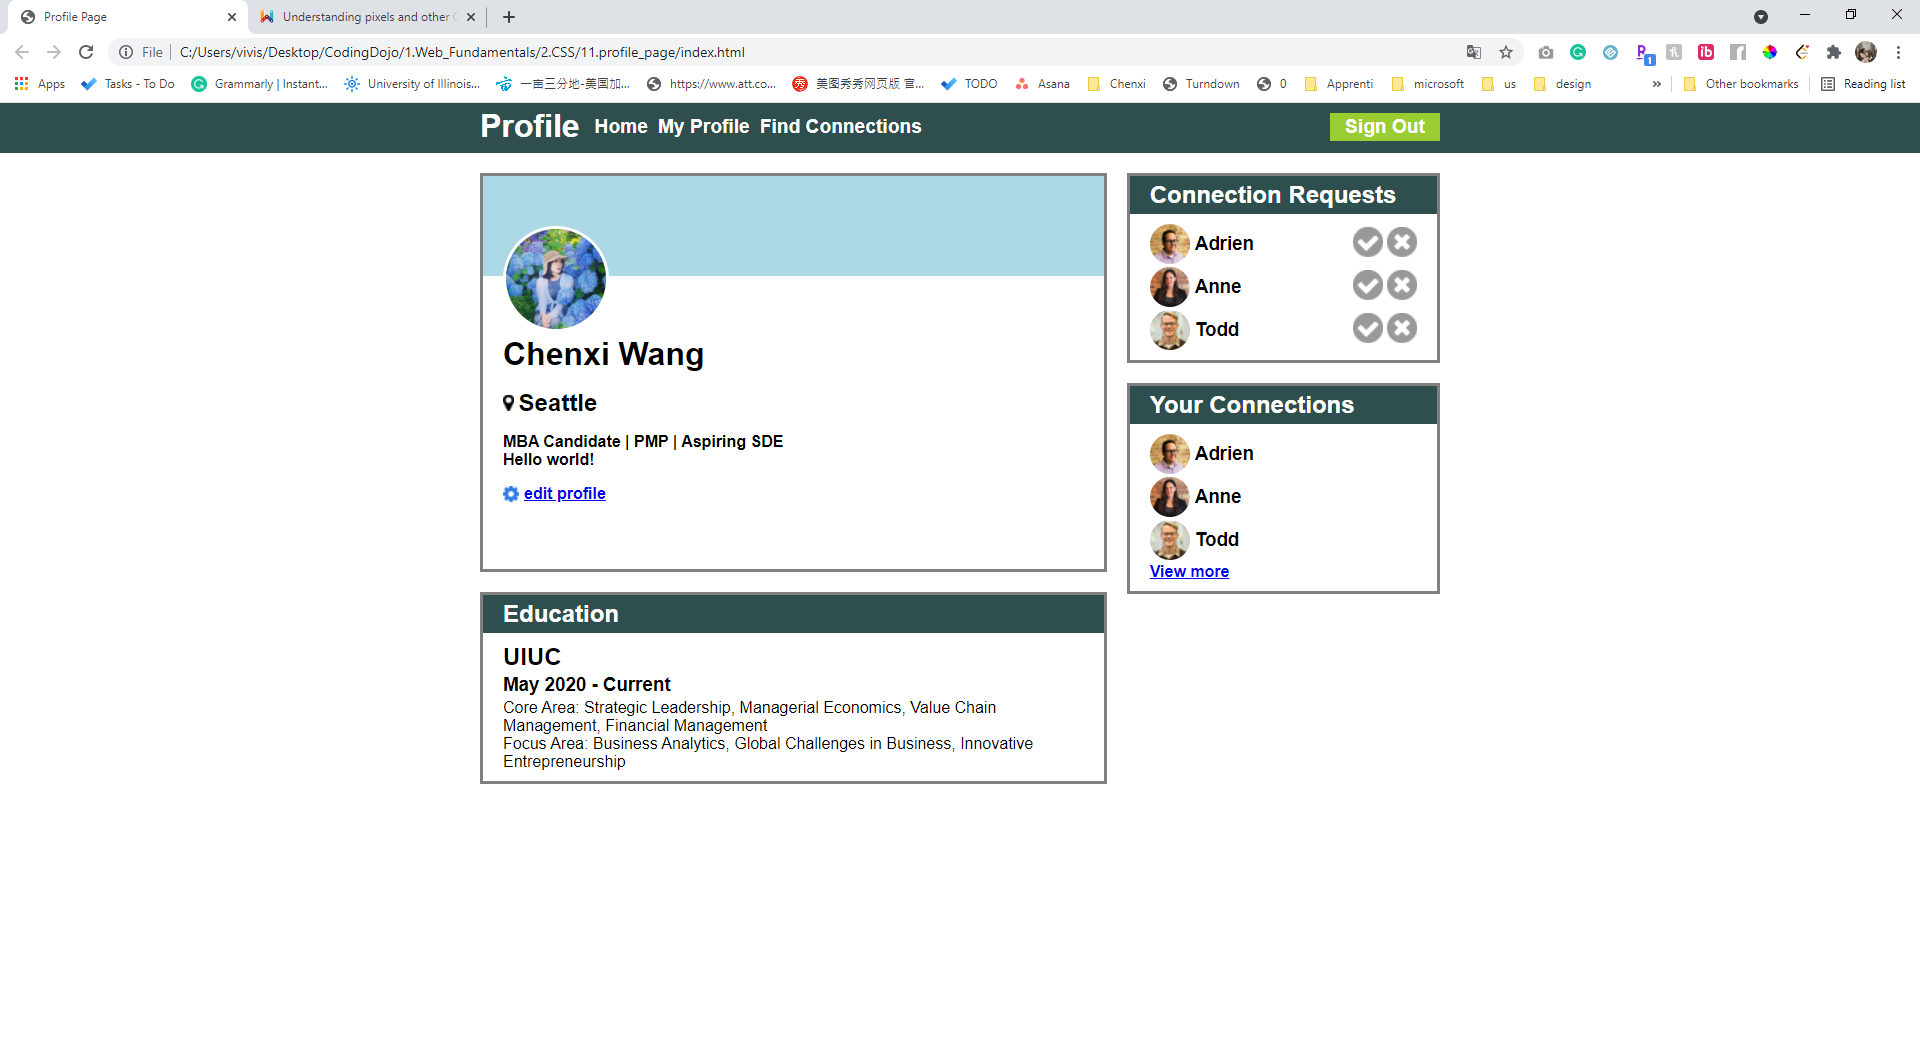 Profile Page
Understanding pixels and other
File
C:/Users/vivis/Desktop/CodingDojo/1.Web_Fundamentals/2.CSS/11.profile_page/index.html
1
Apps
Tasks - To Do
Grammarly | Instant...
University of Illinois...
一亩三分地-美国加...
https://www.att.co...
美图秀秀网页版 官...
TODO
Asana
Chenxi
Turndown
0
Apprenti
microsoft
us
design
»
Other bookmarks
Reading list
Profile
Home
My Profile
Find Connections
Sign Out
Chenxi Wang
Seattle
MBA Candidate | PMP | Aspiring SDE
Hello world!
edit profile
Education
UIUC
May 2020 - Current
Core Area: Strategic Leadership, Managerial Economics, Value Chain
Management, Financial Management
Focus Area: Business Analytics, Global Challenges in Business, Innovative
Entrepreneurship
Connection Requests
Adrien
Anne
Todd
Your Connections
Adrien
Anne
Todd
View more